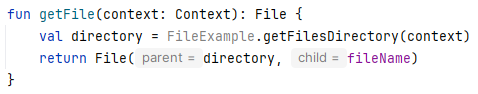 fun getFile(context: Context): File {
    val directory = FileExample.getFilesDirectory(context)
    return File( parent = directory, child = fileName)
}